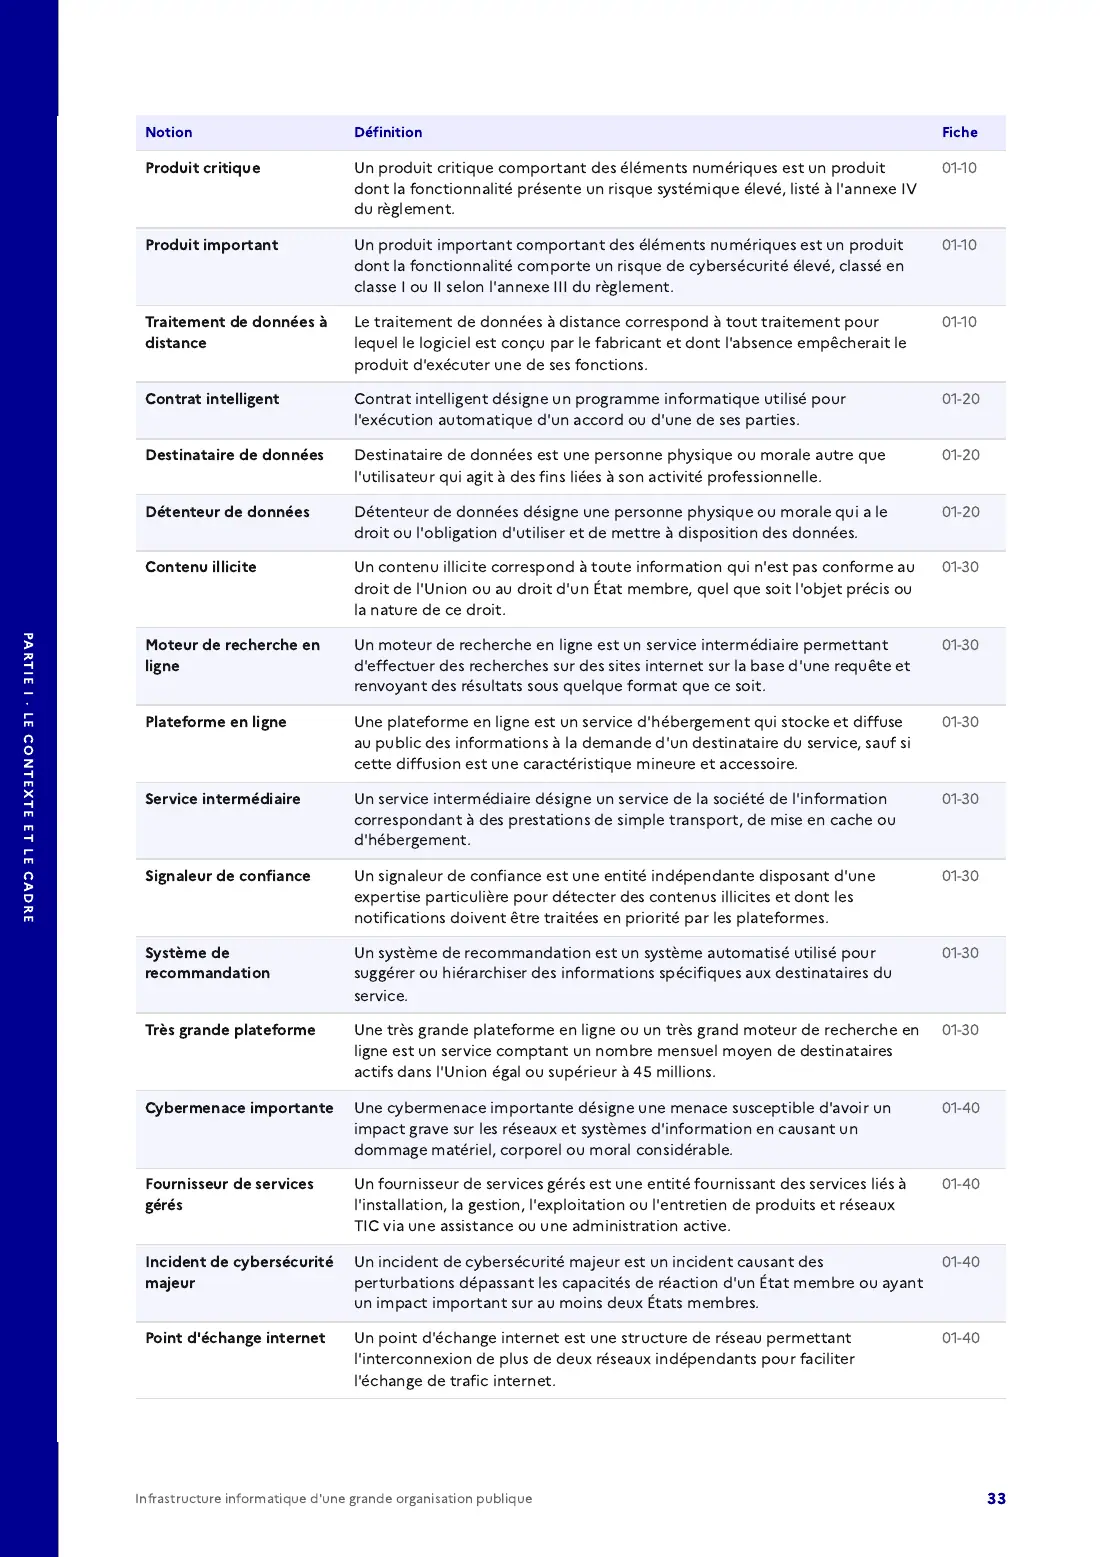 Notion Définition Fiche
Produit critique Un produit critique comportant des éléments numériques est un produit 01-10
dont la fonctionnalité présente un risque systémique élevé, listé à l'annexe IV
du règlement.
Produit important Un produit important comportant des éléments numériques est un produit 01-10
dont la fonctionnalité comporte un risque de cybersécurité élevé, classé en
classe I ou II selon l'annexe III du règlement.
Traitement de données à Le traitement de données à distance correspond à tout traitement pour 01-10
distance lequel le logiciel est conçu par le fabricant et dont l'absence empêcherait le
produit d'exécuter une de ses fonctions.
Contrat intelligent Contrat intelligent désigne un programme informatique utilisé pour 01-20
l'exécution automatique d'un accord ou d'une de ses parties.
Destinataire de données Destinataire de données est une personne physique ou morale autre que 01-20
l'utilisateur qui agit à des fins liées à son activité professionnelle.
Détenteur de données Détenteur de données désigne une personne physique ou morale qui a le 01-20
droit ou l'obligation d'utiliser et de mettre à disposition des données.
Contenu illicite Un contenu illicite correspond à toute information qui n'est pas conforme au 01-30
droit de l'Union ou au droit d'un État membre, quel que soit l'objet précis ou
la nature de ce droit.
Moteur de recherche en Un moteur de recherche en ligne est un service intermédiaire permettant 01-30
ligne d'effectuer des recherches sur des sites internet sur la base d'une requête et
renvoyant des résultats sous quelque format que ce soit.
Plateforme en ligne Une plateforme en ligne est un service d'hébergement qui stocke et diffuse 01-30
au public des informations à la demande d'un destinataire du service, sauf si
cette diffusion est une caractéristique mineure et accessoire.
Service intermédiaire Un service intermédiaire désigne un service de la société de l'information 01-30
correspondant à des prestations de simple transport, de mise en cache ou
d'hébergement.
Signaleur de confiance Un signaleur de confiance est une entité indépendante disposant d'une 01-30
expertise particulière pour détecter des contenus illicites et dont les
notifications doivent être traitées en priorité par les plateformes.
Système de Un système de recommandation est un système automatisé utilisé pour 01-30
recommandation suggérer ou hiérarchiser des informations spécifiques aux destinataires du
service.
Très grande plateforme Une très grande plateforme en ligne ou un très grand moteur de recherche en 01-30
ligne est un service comptant un nombre mensuel moyen de destinataires
actifs dans l'Union égal ou supérieur à 45 millions.
Cybermenace importante Une cybermenace importante désigne une menace susceptible d'avoir un 01-40
impact grave sur les réseaux et systèmes d'information en causant un
dommage matériel, corporel ou moral considérable.
Fournisseur de services Un fournisseur de services gérés est une entité fournissant des services liés à 01-40
gérés l'installation, la gestion, l'exploitation ou l'entretien de produits et réseaux
TIC via une assistance ou une administration active.
Incident de cybersécurité Un incident de cybersécurité majeur est un incident causant des 01-40
majeur perturbations dépassant les capacités de réaction d'un État membre ou ayant
un impact important sur au moins deux États membres.
Point d'échange internet Un point d'échange internet est une structure de réseau permettant 01-40
l'interconnexion de plus de deux réseaux indépendants pour faciliter
l'échange de trafic internet.
PARTIE I · LE CONTEXTE ET LE CADRE
Infrastructure informatique d'une grande organisation publique 33